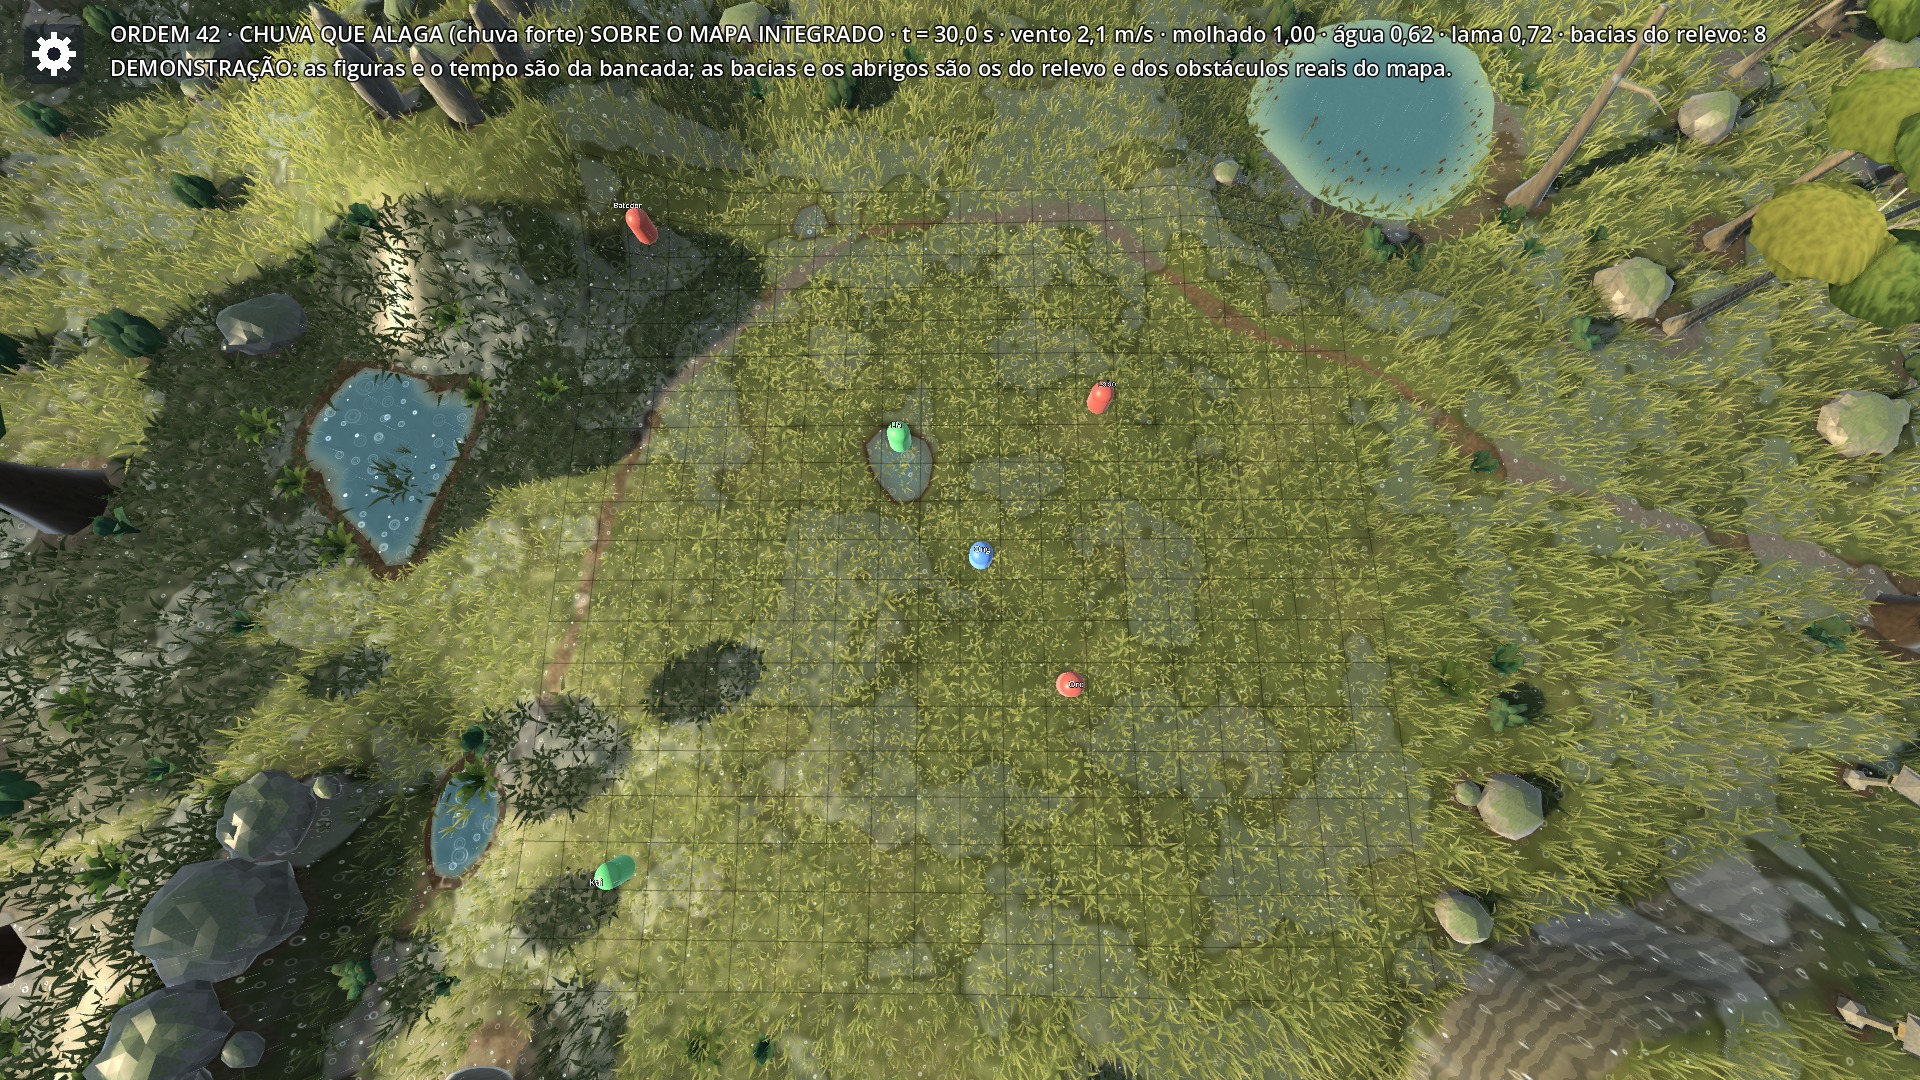 ORDEM 42 · CHUVA QUE ALAGA (chuva forte) SOBRE O MAPA INTEGRADO · t = 30,0 s · vento 2,1 m/s · molhado 1,00 · água 0,62 · lama 0,72 · bacias do relevo: 8
DEMONSTRAÇÃO: as figuras e o tempo são da bancada; as bacias e os abrigos são os do relevo e dos obstáculos reais do mapa.
Kai